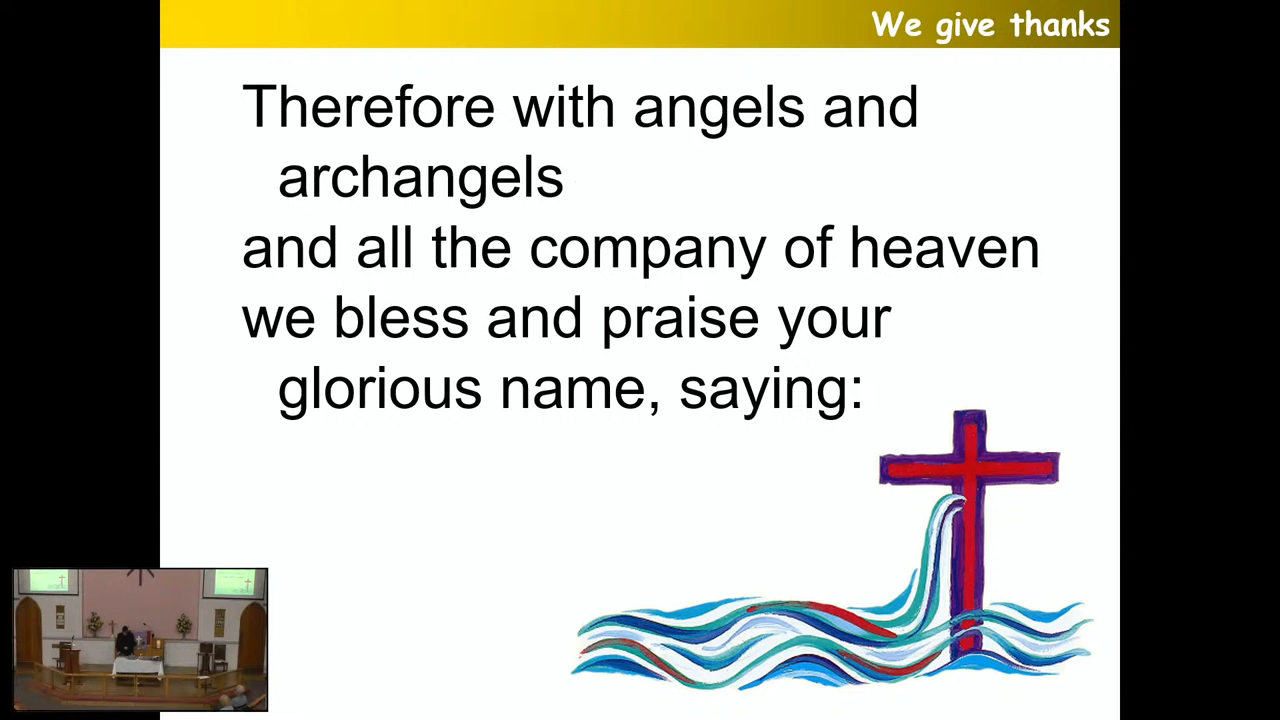 We give thanks
Therefore with angels and
archangels
and all the company of heaven
we bless and praise your
glorious name, saying: